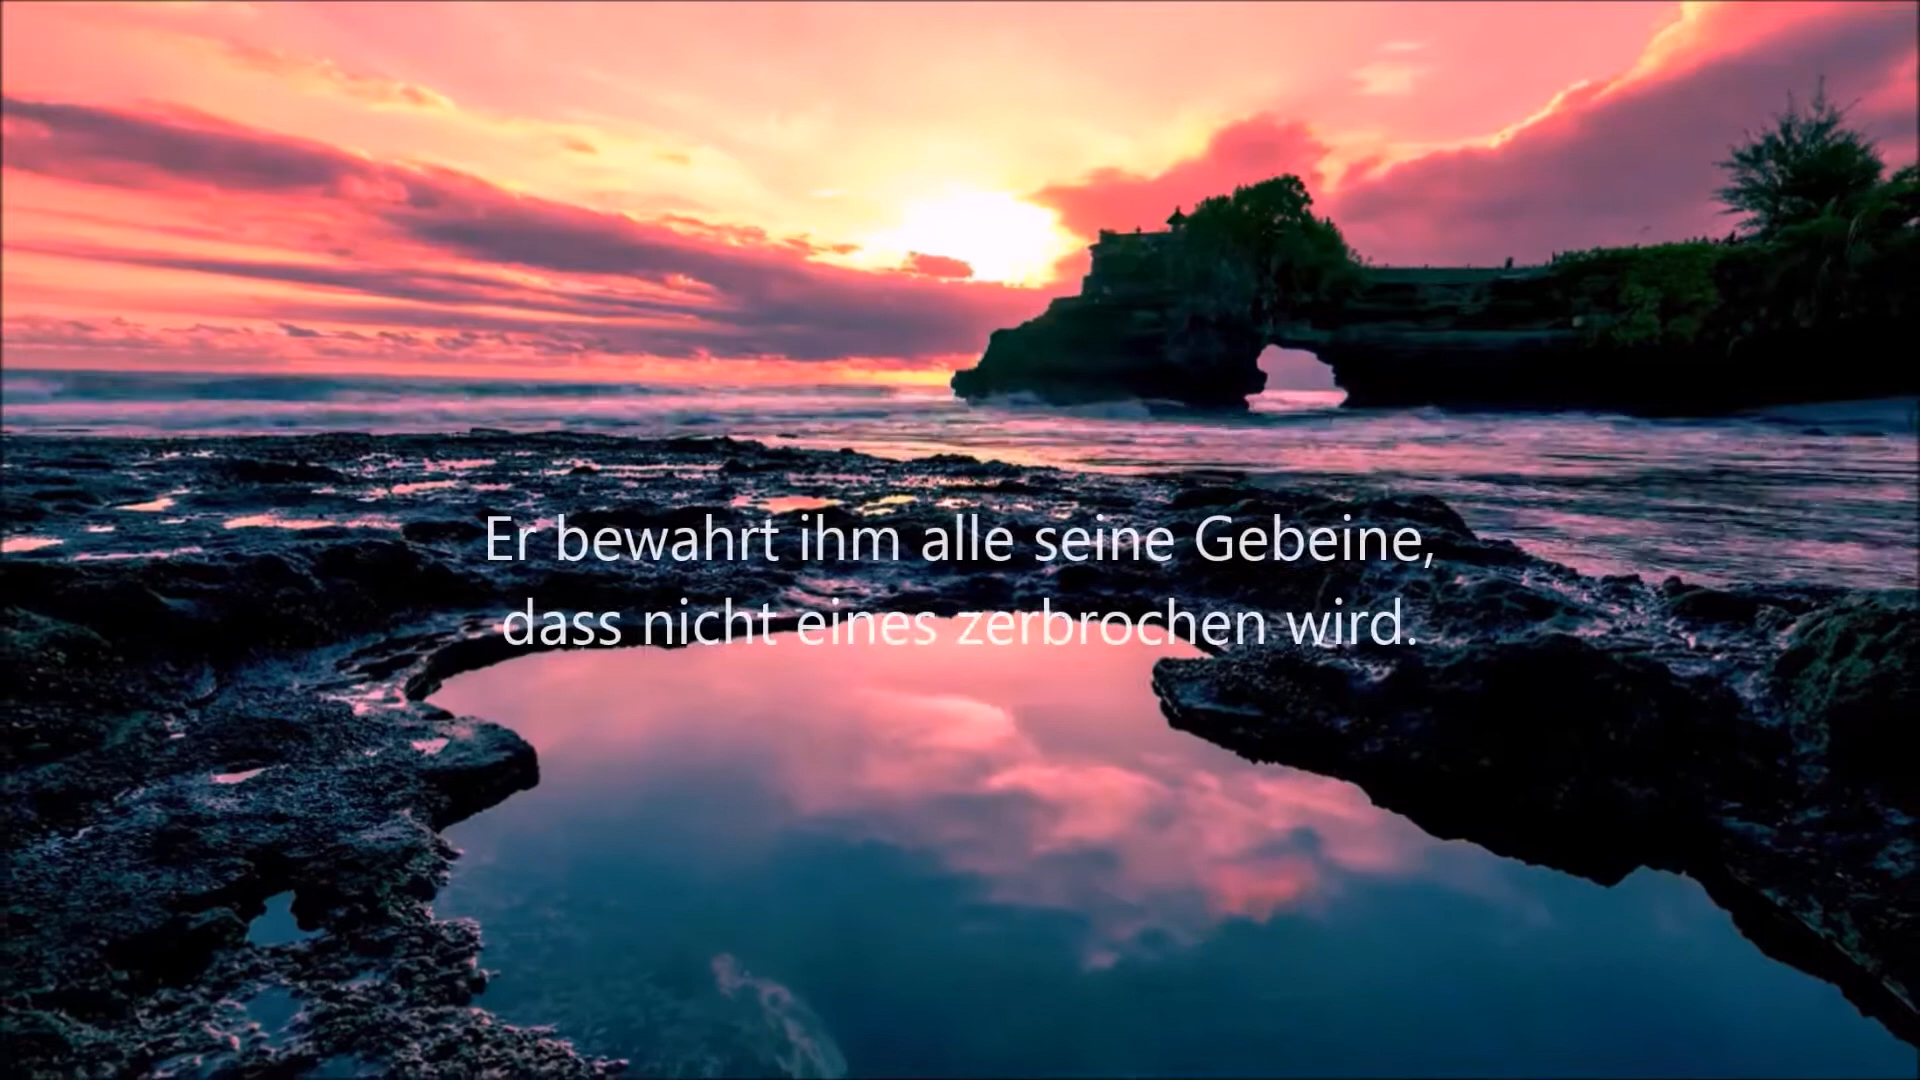 Er bewahrt ihm alle seine Gebeine,
dass nicht eines zerbrochen wird.